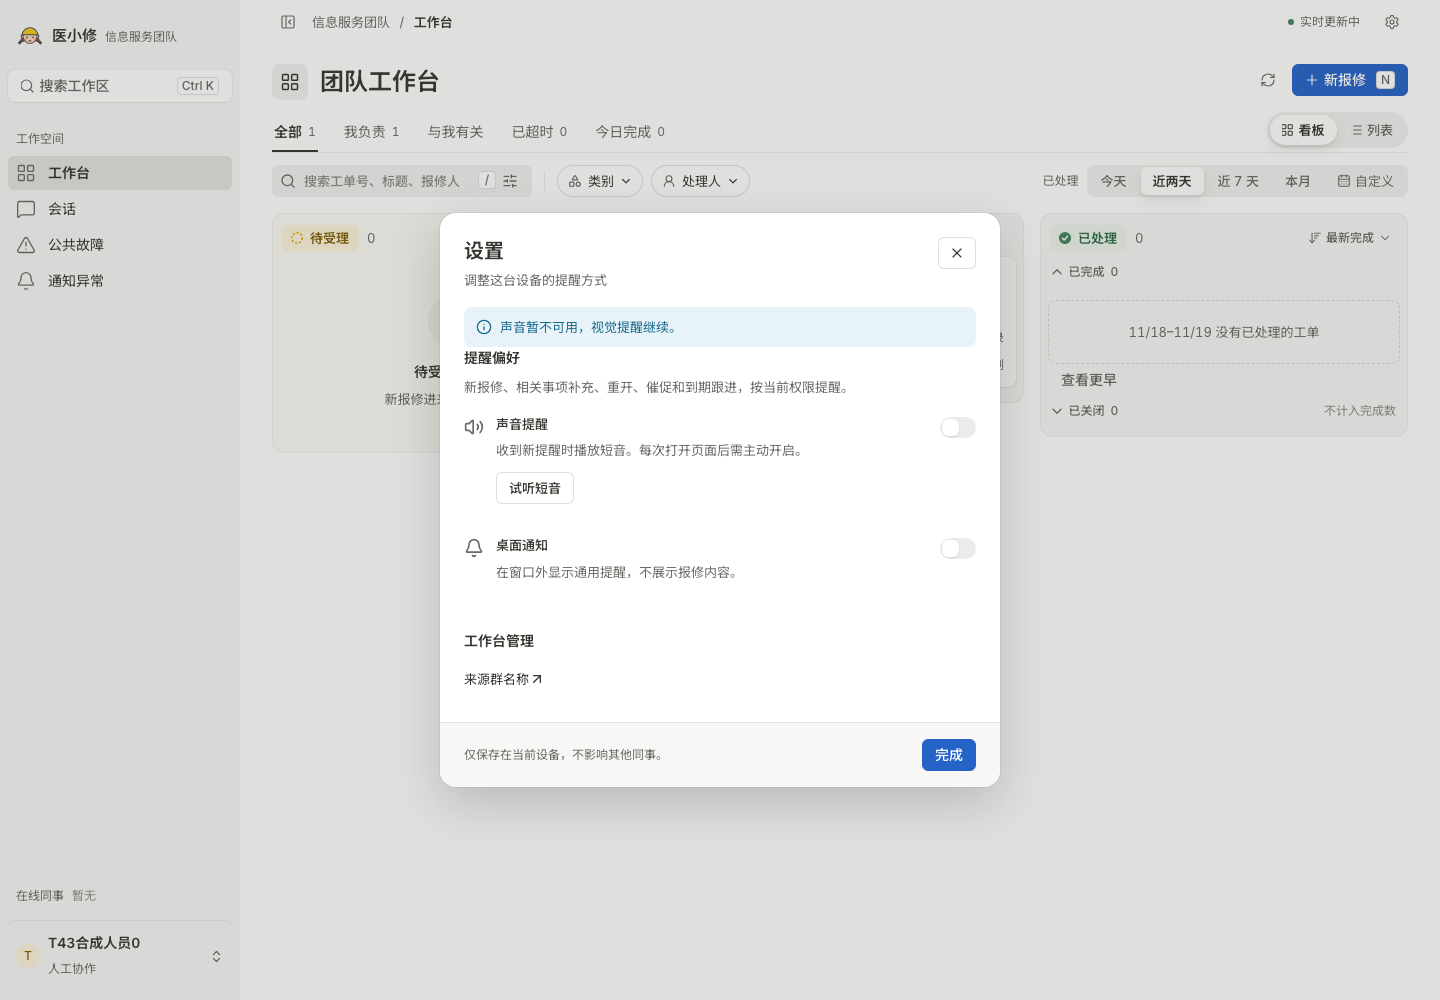 医小修 信息服务团队
搜索工作区 Ctrl K
工作空间
工作台
会话
公共故障
通知异常
在线同事 暂无
T T43合成人员0
人工协作
信息服务团队 / 工作台
实时更新中
团队工作台
新报修 N
全部 1 我负责 1 与我有关 已超时 0 今日完成 0
看板 列表
搜索工单号、标题、报修人 /
类别 处理人
已处理 今天 近两天 近 7 天 本月 自定义
待受理 0
待受
新报修进
已处理 0 最新完成
已完成 0
11/18–11/19 没有已处理的工单
查看更早
已关闭 0 不计入完成数
设置
调整这台设备的提醒方式
声音暂不可用，视觉提醒继续。
提醒偏好
新报修、相关事项补充、重开、催促和到期跟进，按当前权限提醒。
声音提醒
收到新提醒时播放短音。每次打开页面后需主动开启。
试听短音
桌面通知
在窗口外显示通用提醒，不展示报修内容。
工作台管理
来源群名称
仅保存在当前设备，不影响其他同事。
完成